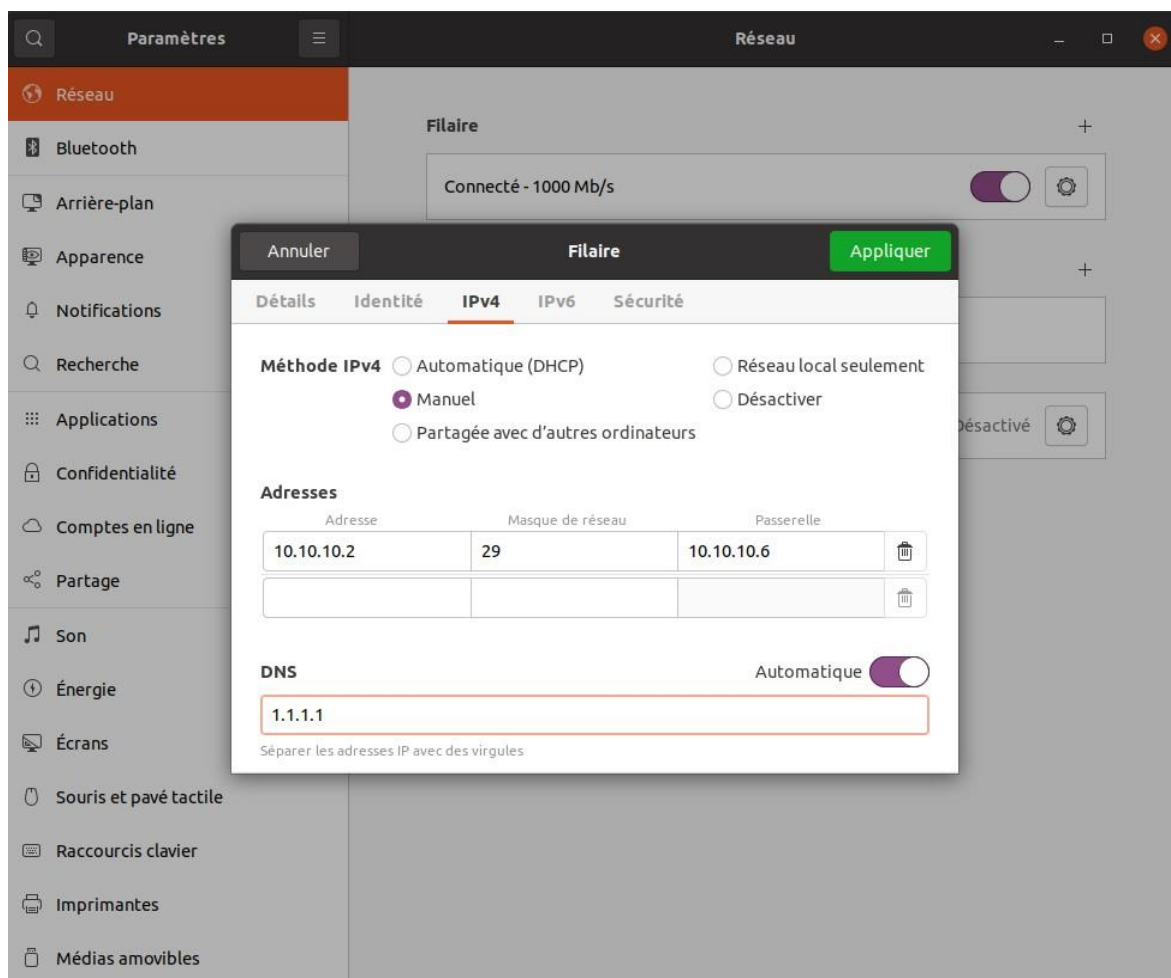 Paramètres
Réseau
Réseau
Bluetooth
Arrière-plan
Apparence
Notifications
Recherche
Applications
Confidentialité
Comptes en ligne
Partage
Son
Énergie
Écrans
Souris et pavé tactile
Raccourcis clavier
Imprimantes
Médias amovibles
Filaire
Connecté - 1000 Mb/s
Désactivé
Annuler Filaire Appliquer
Détails Identité IPv4 IPv6 Sécurité
Méthode IPv4 Automatique (DHCP) Réseau local seulement
Manuel Désactiver
Partagée avec d'autres ordinateurs
Adresses
Adresse Masque de réseau Passerelle
10.10.10.2 29 10.10.10.6
DNS Automatique
1.1.1.1
Séparer les adresses IP avec des virgules